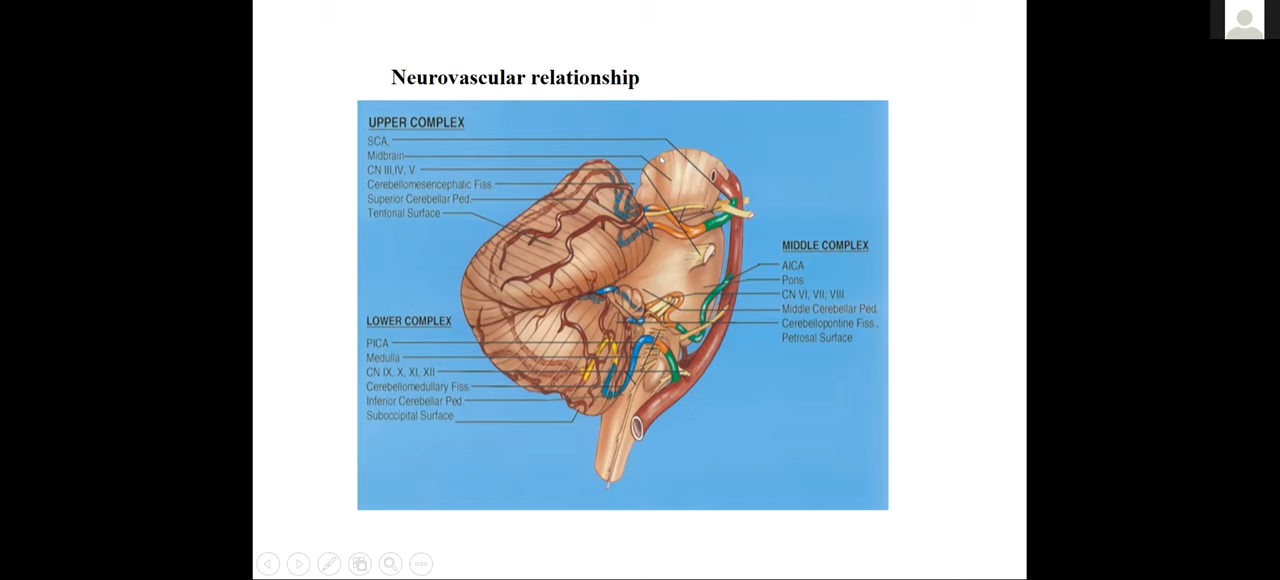 Neurovascular relationship
UPPER COMPLEX
SCA,
Midbrain
CN III,IV, V
Cerebellomesencephalic Fiss.
Superior Cerebellar Ped.
Tentorial Surface
MIDDLE COMPLEX
AICA
Pons
CN VI, VII, VIII
Middle Cerebellar Ped.
Cerebellopontine Fiss.,
Petrosal Surface
LOWER COMPLEX
PICA
Medulla
CN IX, X, XI, XII
Cerebellomedullary Fiss.
Inferior Cerebellar Ped.
Suboccipital Surface